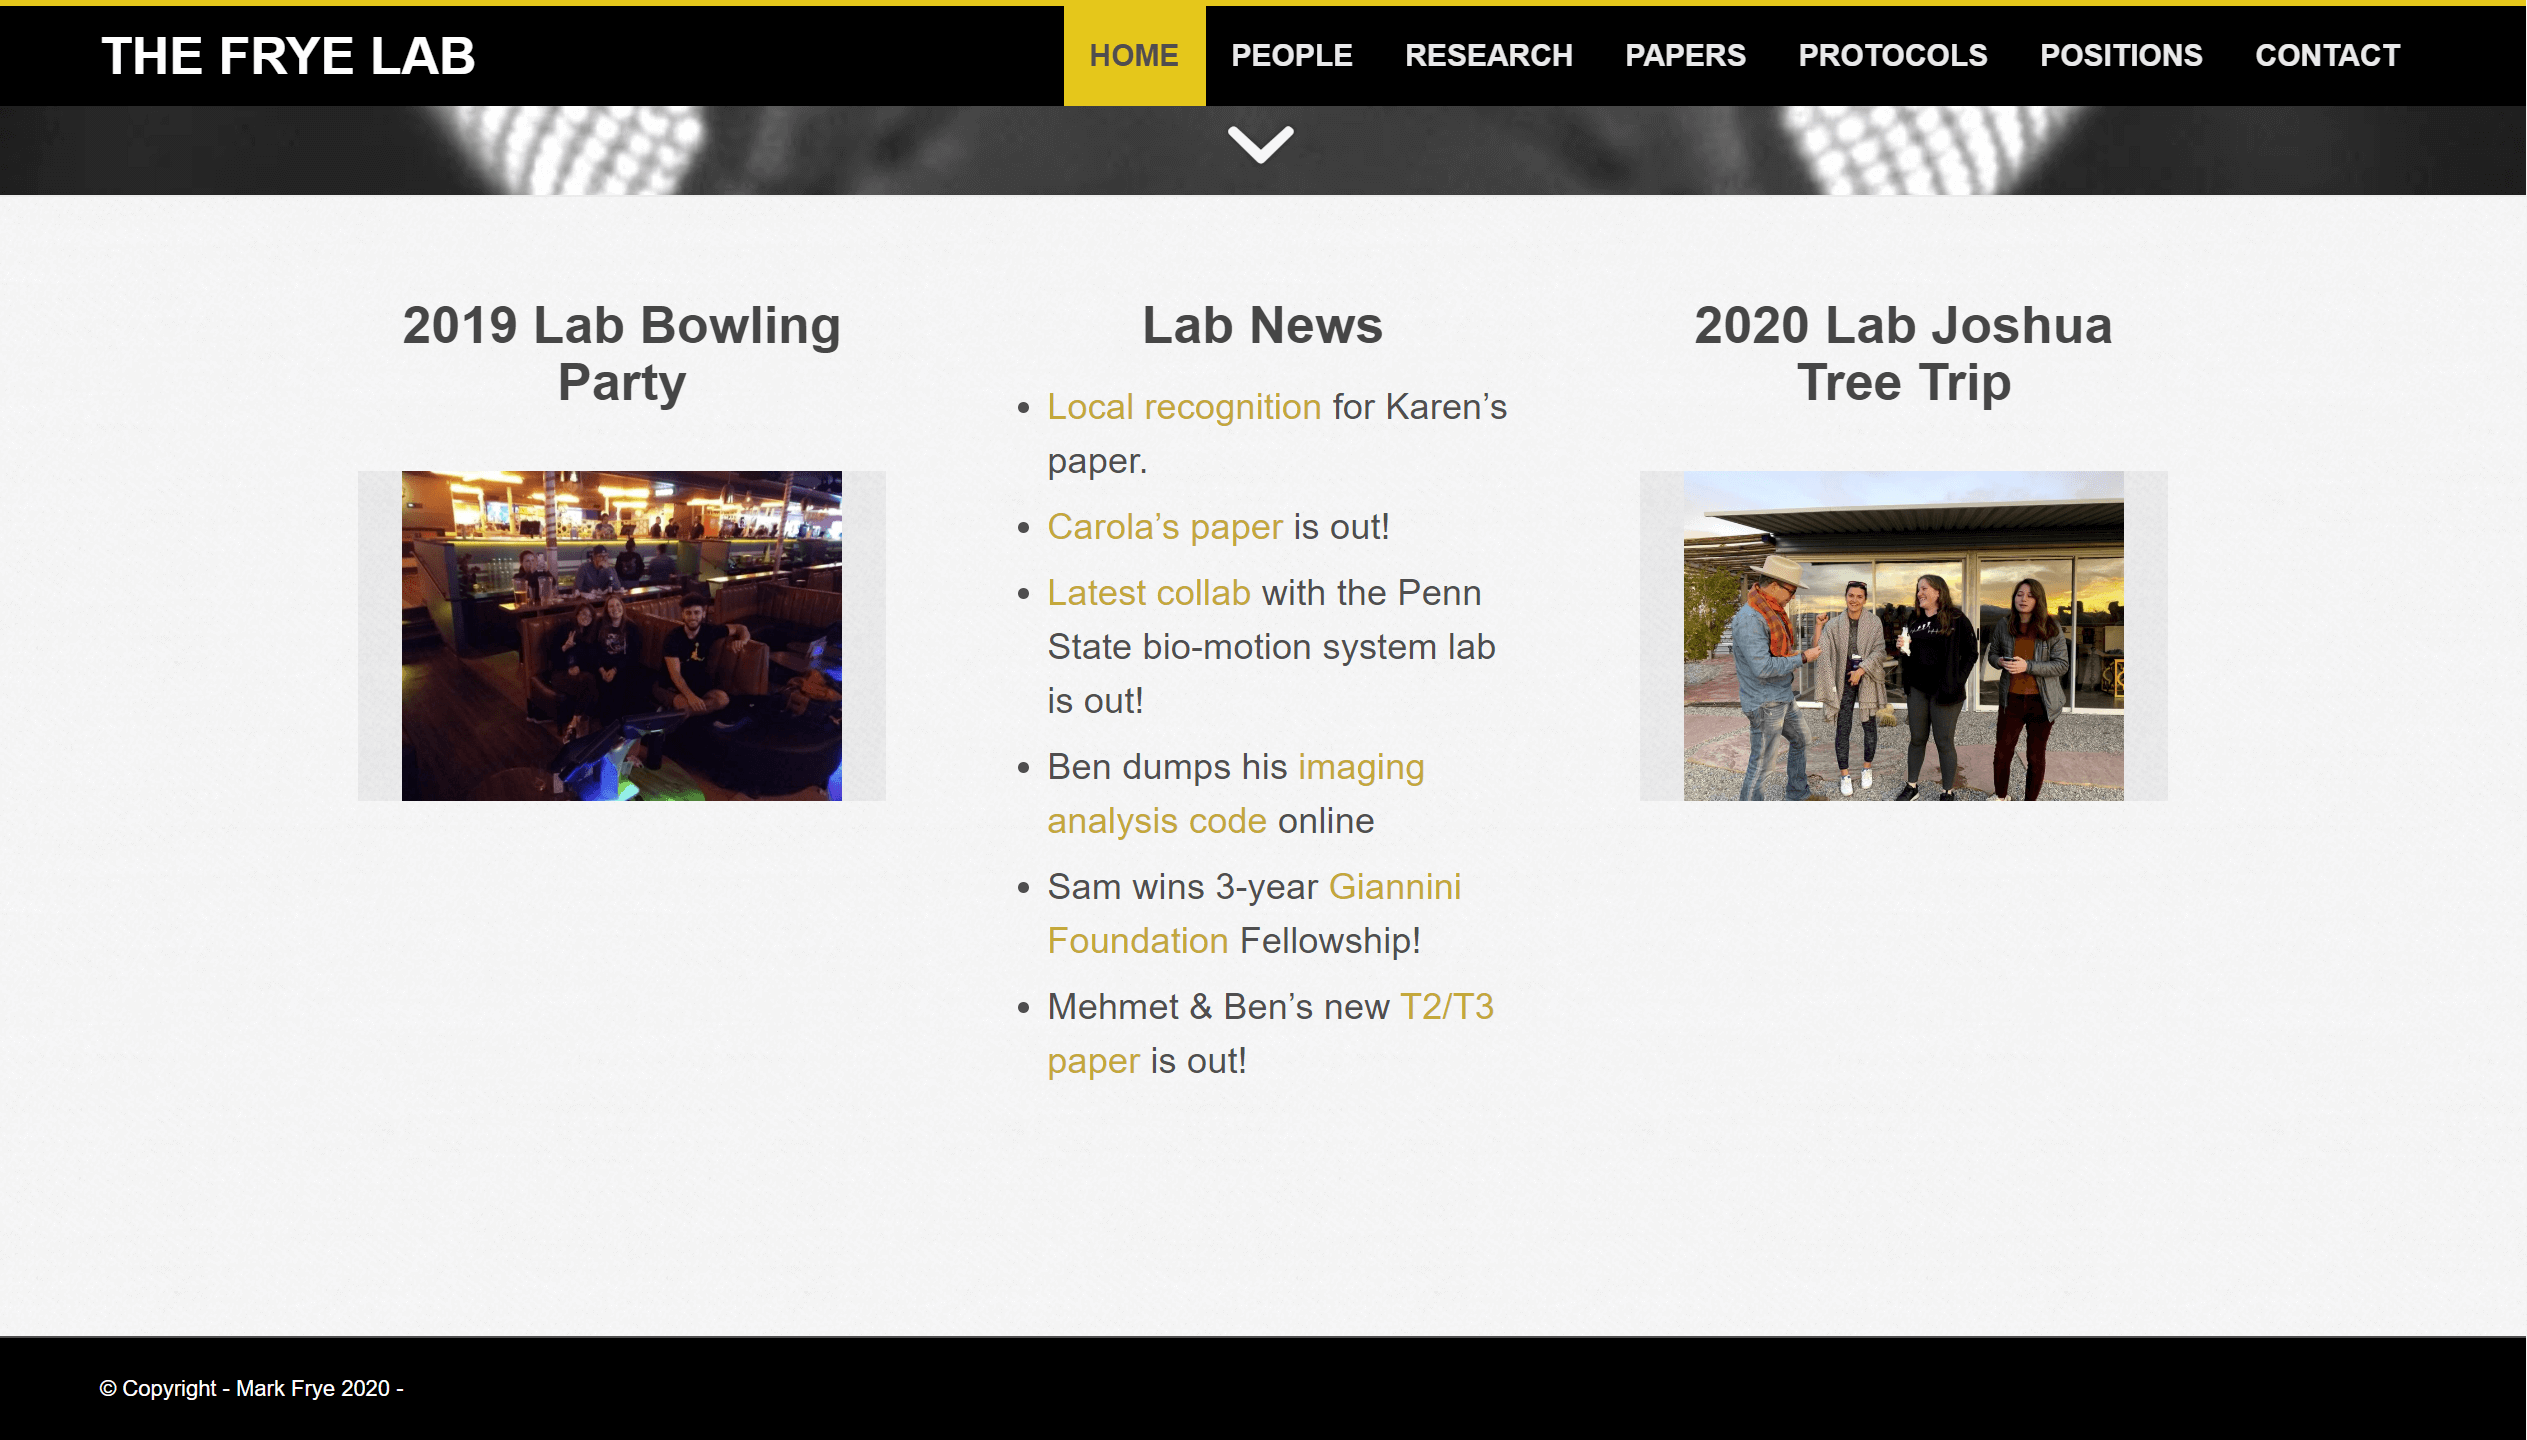 THE FRYE LAB
HOME PEOPLE RESEARCH PAPERS PROTOCOLS POSITIONS CONTACT
2019 Lab Bowling
Party
Lab News
• Local recognition for Karen’s
paper.
• Carola’s paper is out!
• Latest collab with the Penn
State bio-motion system lab
is out!
• Ben dumps his imaging
analysis code online
• Sam wins 3-year Giannini
Foundation Fellowship!
• Mehmet & Ben’s new T2/T3
paper is out!
2020 Lab Joshua
Tree Trip
© Copyright - Mark Frye 2020 -